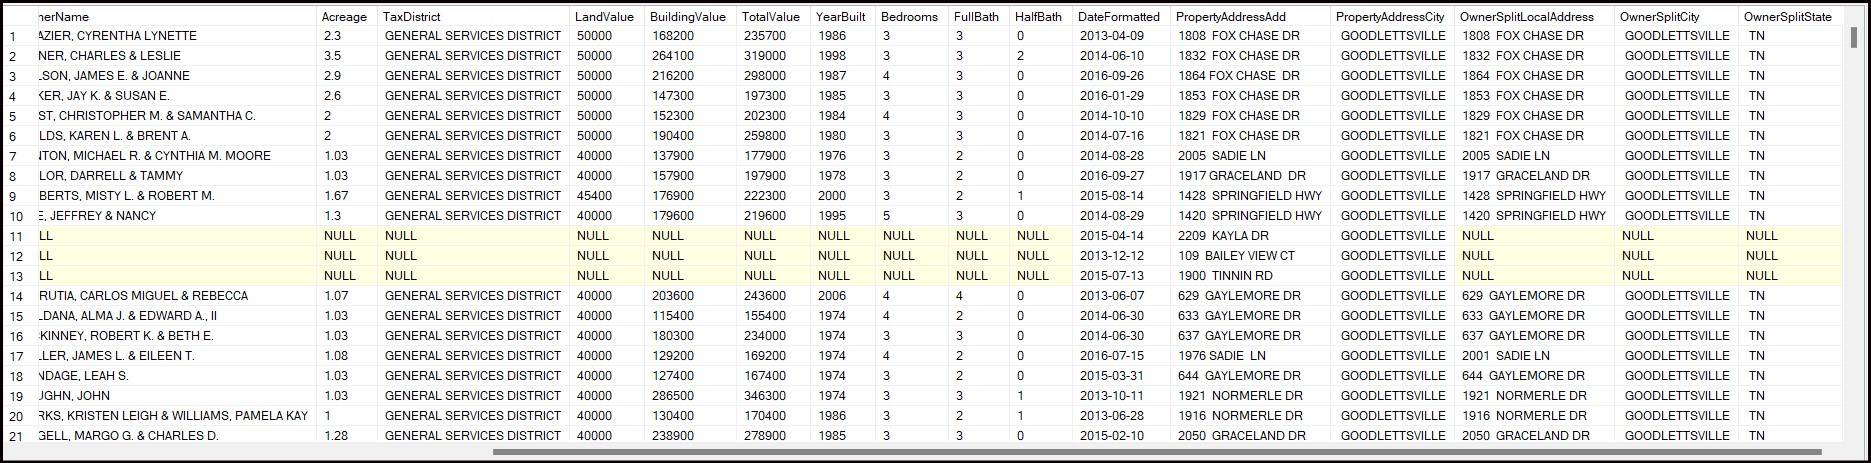 nerName Acreage TaxDistrict LandValue BuildingValue TotalValue YearBuilt Bedrooms FullBath HalfBath DateFormatted PropertyAddressAdd PropertyAddressCity OwnerSplitLocalAddress OwnerSplitCity OwnerSplitState
1 AZIER, CYRENTHA LYNETTE 2.3 GENERAL SERVICES DISTRICT 50000 168200 235700 1986 3 3 0 2013-04-09 1808 FOX CHASE DR GOODLETTSVILLE 1808 FOX CHASE DR GOODLETTSVILLE TN
2 NER, CHARLES & LESLIE 3.5 GENERAL SERVICES DISTRICT 50000 264100 319000 1998 3 3 2 2014-06-10 1832 FOX CHASE DR GOODLETTSVILLE 1832 FOX CHASE DR GOODLETTSVILLE TN
3 LSON, JAMES E. & JOANNE 2.9 GENERAL SERVICES DISTRICT 50000 216200 298000 1987 4 3 0 2016-09-26 1864 FOX CHASE DR GOODLETTSVILLE 1864 FOX CHASE DR GOODLETTSVILLE TN
4 KER, JAY K. & SUSAN E. 2.6 GENERAL SERVICES DISTRICT 50000 147300 197300 1985 3 3 0 2016-01-29 1853 FOX CHASE DR GOODLETTSVILLE 1853 FOX CHASE DR GOODLETTSVILLE TN
5 ST, CHRISTOPHER M. & SAMANTHA C. 2 GENERAL SERVICES DISTRICT 50000 152300 202300 1984 4 3 0 2014-10-10 1829 FOX CHASE DR GOODLETTSVILLE 1829 FOX CHASE DR GOODLETTSVILLE TN
6 LDS, KAREN L. & BRENT A. 2 GENERAL SERVICES DISTRICT 50000 190400 259800 1980 3 3 0 2014-07-16 1821 FOX CHASE DR GOODLETTSVILLE 1821 FOX CHASE DR GOODLETTSVILLE TN
7 NTON, MICHAEL R. & CYNTHIA M. MOORE 1.03 GENERAL SERVICES DISTRICT 40000 137900 177900 1976 3 2 0 2014-08-28 2005 SADIE LN GOODLETTSVILLE 2005 SADIE LN GOODLETTSVILLE TN
8 LOR, DARRELL & TAMMY 1.03 GENERAL SERVICES DISTRICT 40000 157900 197900 1978 3 2 0 2016-09-27 1917 GRACELAND DR GOODLETTSVILLE 1917 GRACELAND DR GOODLETTSVILLE TN
9 BERTS, MISTY L. & ROBERT M. 1.67 GENERAL SERVICES DISTRICT 45400 176900 222300 2000 3 2 1 2015-08-14 1428 SPRINGFIELD HWY GOODLETTSVILLE 1428 SPRINGFIELD HWY GOODLETTSVILLE TN
10 E, JEFFREY & NANCY 1.3 GENERAL SERVICES DISTRICT 40000 179600 219600 1995 5 3 0 2014-08-29 1420 SPRINGFIELD HWY GOODLETTSVILLE 1420 SPRINGFIELD HWY GOODLETTSVILLE TN
11 LL NULL NULL NULL NULL NULL NULL NULL NULL NULL 2015-04-14 2209 KAYLA DR GOODLETTSVILLE NULL NULL NULL
12 LL NULL NULL NULL NULL NULL NULL NULL NULL NULL 2013-12-12 109 BAILEY VIEW CT GOODLETTSVILLE NULL NULL NULL
13 LL NULL NULL NULL NULL NULL NULL NULL NULL NULL 2015-07-13 1900 TINNIN RD GOODLETTSVILLE NULL NULL NULL
14 RUTIA, CARLOS MIGUEL & REBECCA 1.07 GENERAL SERVICES DISTRICT 40000 203600 243600 2006 4 4 0 2013-06-07 629 GAYLEMORE DR GOODLETTSVILLE 629 GAYLEMORE DR GOODLETTSVILLE TN
15 LDANA, ALMA J. & EDWARD A., II 1.03 GENERAL SERVICES DISTRICT 40000 115400 155400 1974 4 2 0 2014-06-30 633 GAYLEMORE DR GOODLETTSVILLE 633 GAYLEMORE DR GOODLETTSVILLE TN
16 KINNEY, ROBERT K. & BETH E. 1.03 GENERAL SERVICES DISTRICT 40000 180300 234000 1974 3 3 0 2014-06-30 637 GAYLEMORE DR GOODLETTSVILLE 637 GAYLEMORE DR GOODLETTSVILLE TN
17 LLER, JAMES L. & EILEEN T. 1.08 GENERAL SERVICES DISTRICT 40000 129200 169200 1974 4 2 0 2016-07-15 1976 SADIE LN GOODLETTSVILLE 2001 SADIE LN GOODLETTSVILLE TN
18 NDAGE, LEAH S. 1.03 GENERAL SERVICES DISTRICT 40000 127400 167400 1974 3 2 0 2015-03-31 644 GAYLEMORE DR GOODLETTSVILLE 644 GAYLEMORE DR GOODLETTSVILLE TN
19 UGHN, JOHN 1.03 GENERAL SERVICES DISTRICT 40000 286500 346300 1974 3 3 1 2013-10-11 1921 NORMERLE DR GOODLETTSVILLE 1921 NORMERLE DR GOODLETTSVILLE TN
20 RKS, KRISTEN LEIGH & WILLIAMS, PAMELA KAY 1 GENERAL SERVICES DISTRICT 40000 130400 170400 1986 3 2 1 2013-06-28 1916 NORMERLE DR GOODLETTSVILLE 1916 NORMERLE DR GOODLETTSVILLE TN
21 GELL, MARGO G. & CHARLES D. 1.28 GENERAL SERVICES DISTRICT 40000 238900 278900 1985 3 3 0 2015-02-10 2050 GRACELAND DR GOODLETTSVILLE 2050 GRACELAND DR GOODLETTSVILLE TN